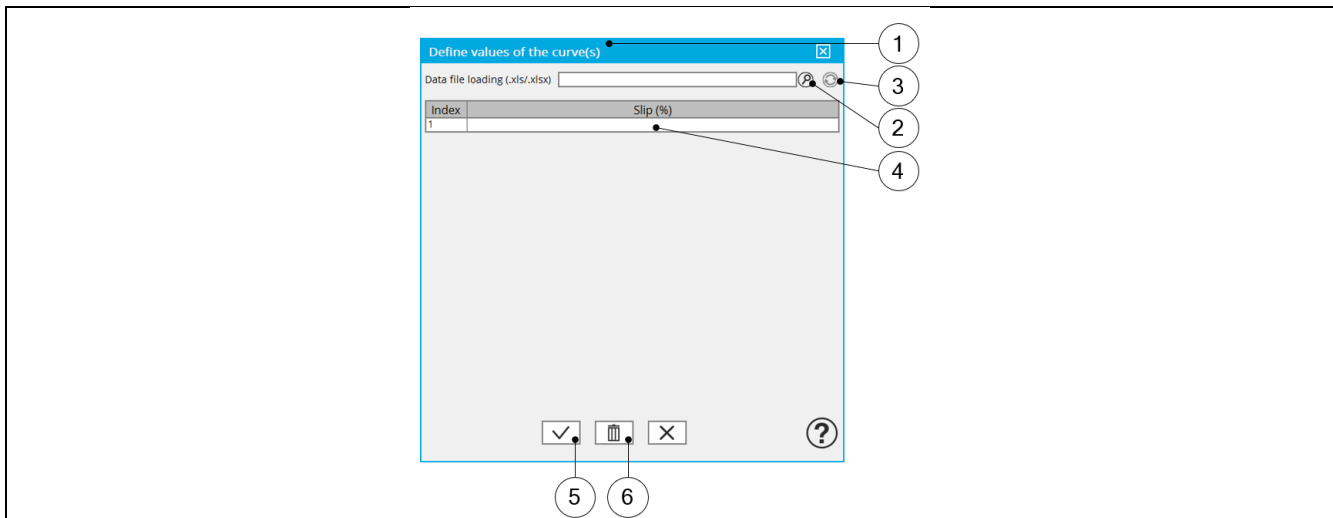 Define values of the curve(s)
1
Data file loading (.xls/.xlsx)
3
Index Slip (%)
2
1
4
?
5 6